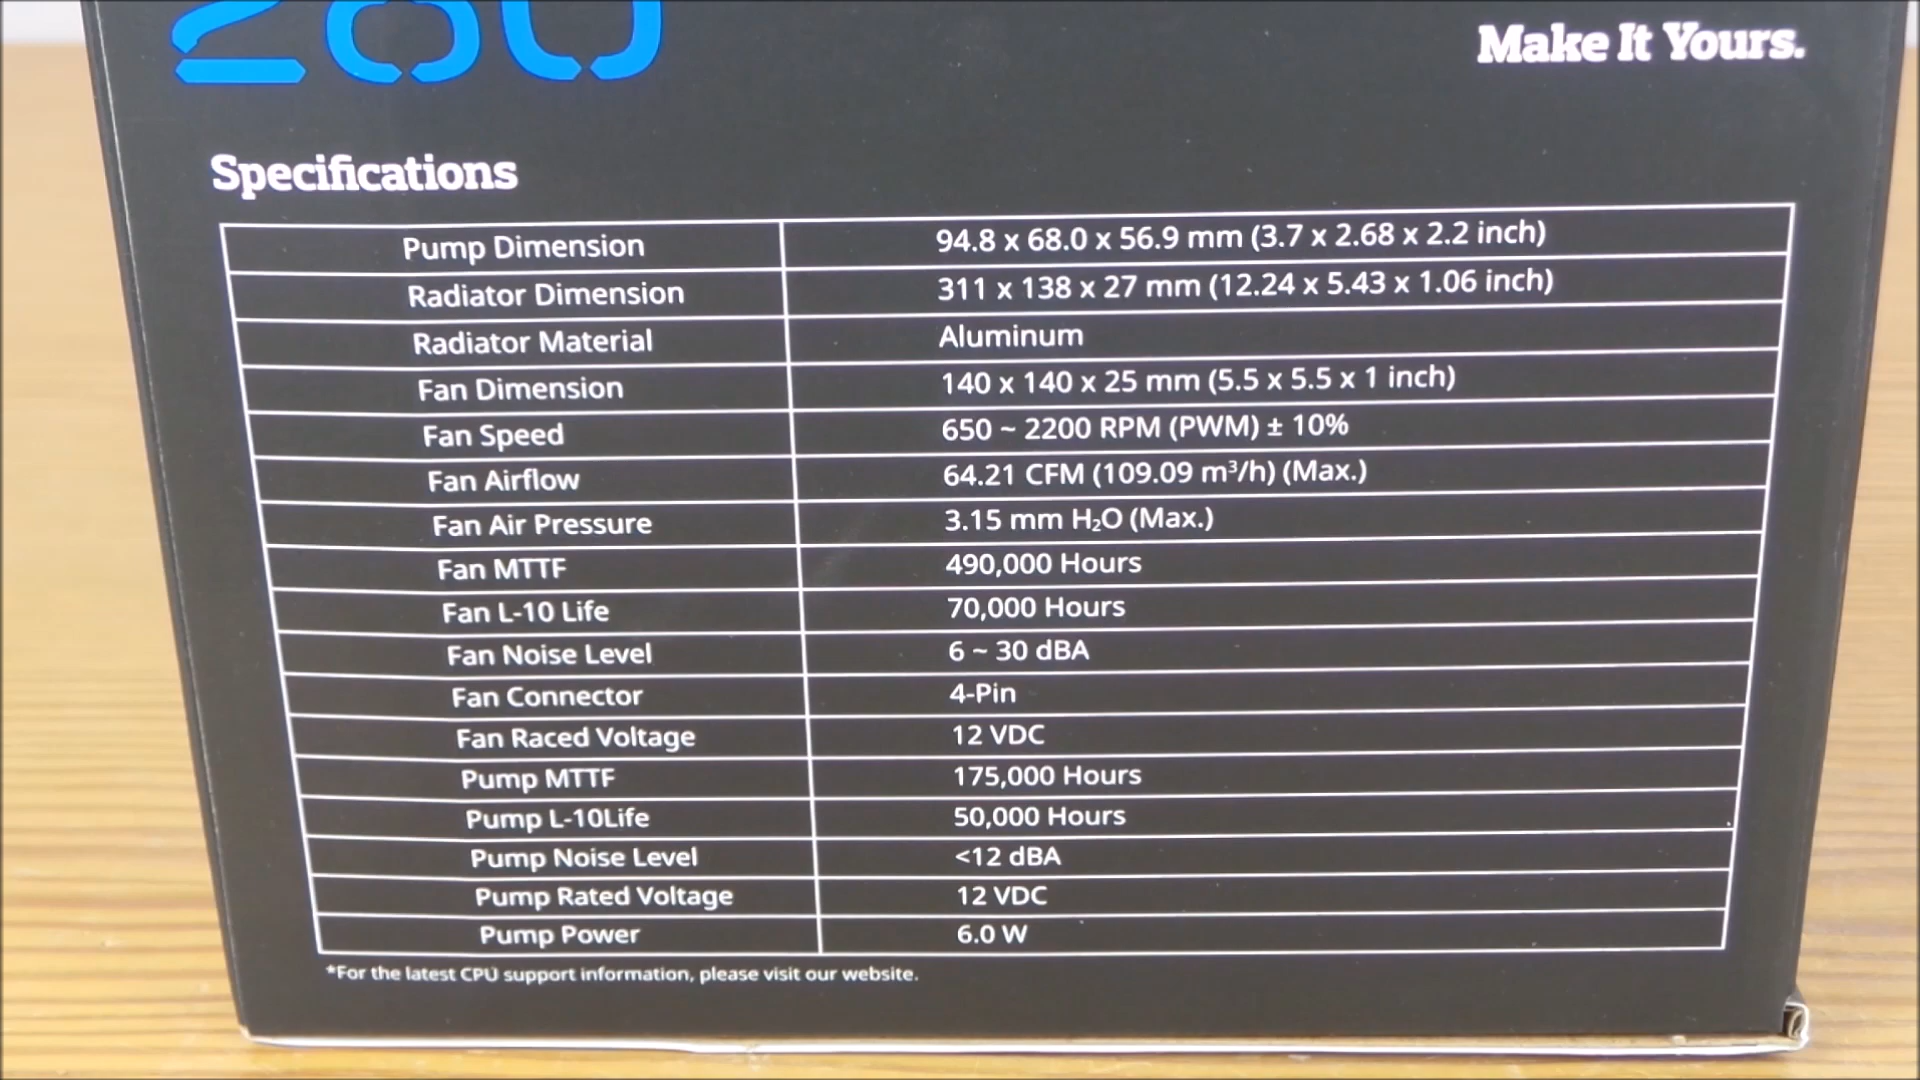 280
Make It Yours.
Specifications
Pump Dimension 94.8 x 68.0 x 56.9 mm (3.7 x 2.68 x 2.2 inch)
Radiator Dimension 311 x 138 x 27 mm (12.24 x 5.43 x 1.06 inch)
Radiator Material Aluminum
Fan Dimension 140 x 140 x 25 mm (5.5 x 5.5 x 1 inch)
Fan Speed 650 ~ 2200 RPM (PWM) ± 10%
Fan Airflow 64.21 CFM (109.09 m³/h) (Max.)
Fan Air Pressure 3.15 mm H₂O (Max.)
Fan MTTF 490,000 Hours
Fan L-10 Life 70,000 Hours
Fan Noise Level 6 ~ 30 dBA
Fan Connector 4-Pin
Fan Raced Voltage 12 VDC
Pump MTTF 175,000 Hours
Pump L-10Life 50,000 Hours
Pump Noise Level <12 dBA
Pump Rated Voltage 12 VDC
Pump Power 6.0 W
*For the latest CPU support information, please visit our website.